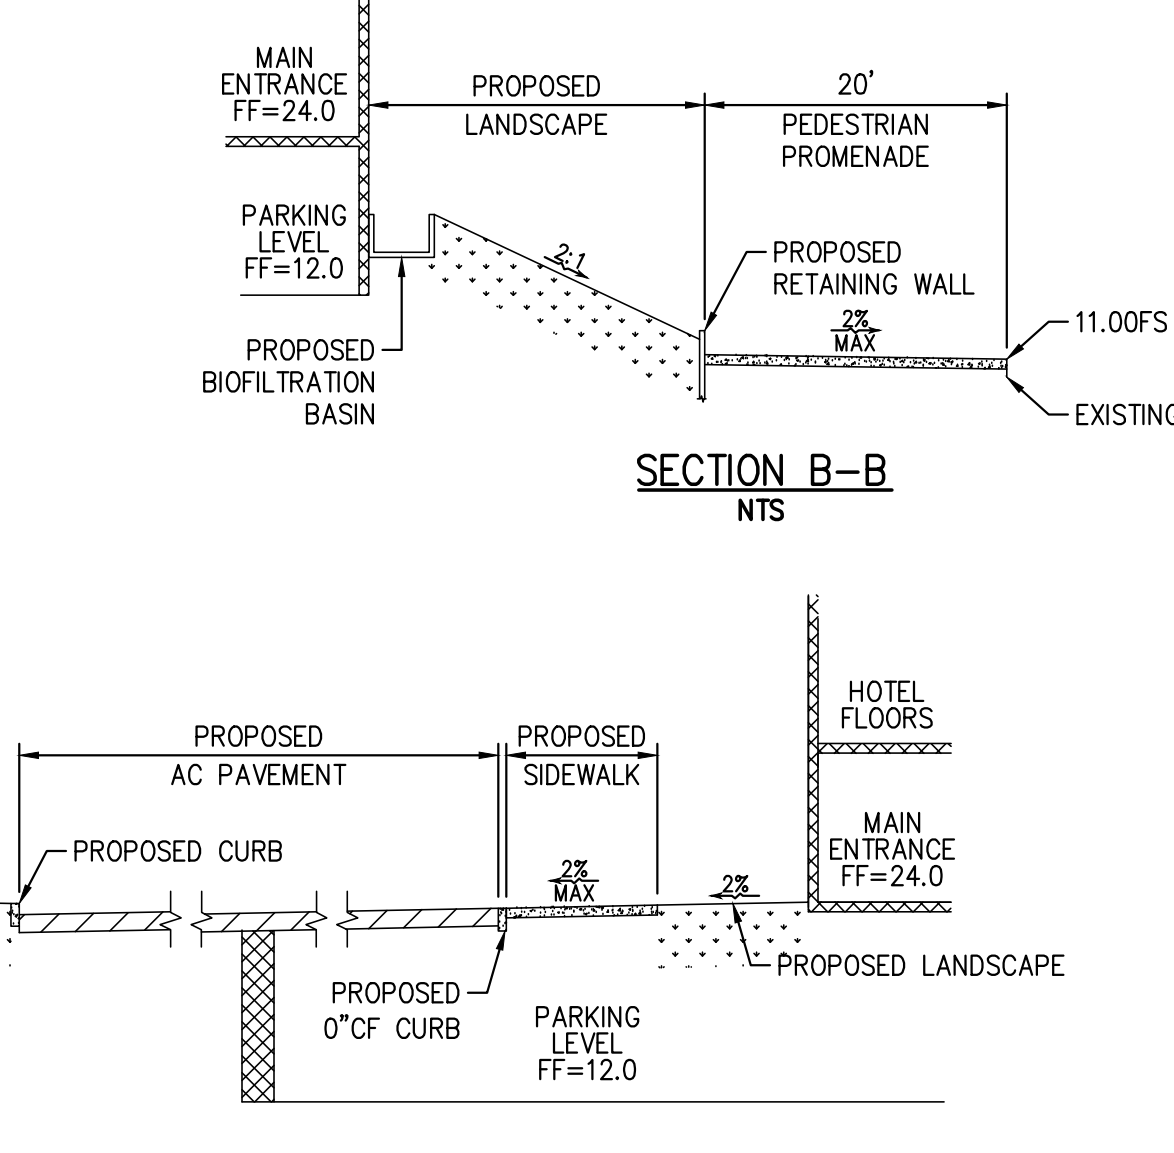 MAIN
ENTRANCE
FF=24.0
PROPOSED
LANDSCAPE
20'
PEDESTRIAN
PROMENADE
PARKING
LEVEL
FF=12.0
2:1
PROPOSED
RETAINING WALL
2%
MAX
11.00FS
PROPOSED
BIOFILTRATION
BASIN
EXISTING
SECTION B-B
NTS
HOTEL
FLOORS
PROPOSED
AC PAVEMENT
PROPOSED
SIDEWALK
MAIN
ENTRANCE
FF=24.0
PROPOSED CURB
2%
MAX
2%
PROPOSED LANDSCAPE
PROPOSED
0"CF CURB
PARKING
LEVEL
FF=12.0